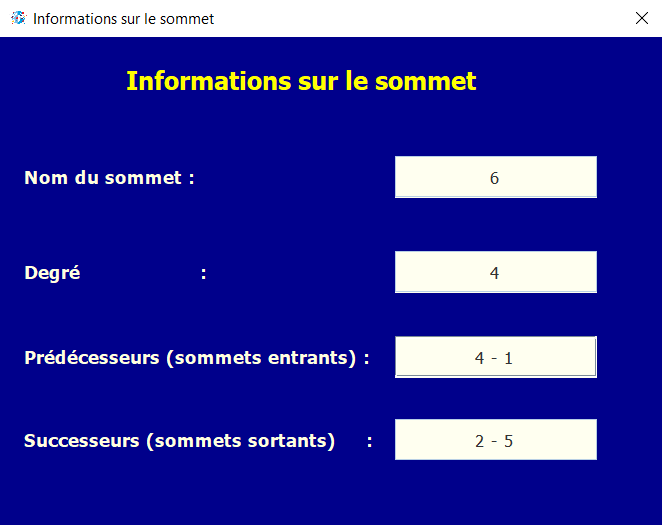 Informations sur le sommet
Informations sur le sommet
Nom du sommet : 6
Degré : 4
Prédécesseurs (sommets entrants) : 4 - 1
Successeurs (sommets sortants) : 2 - 5